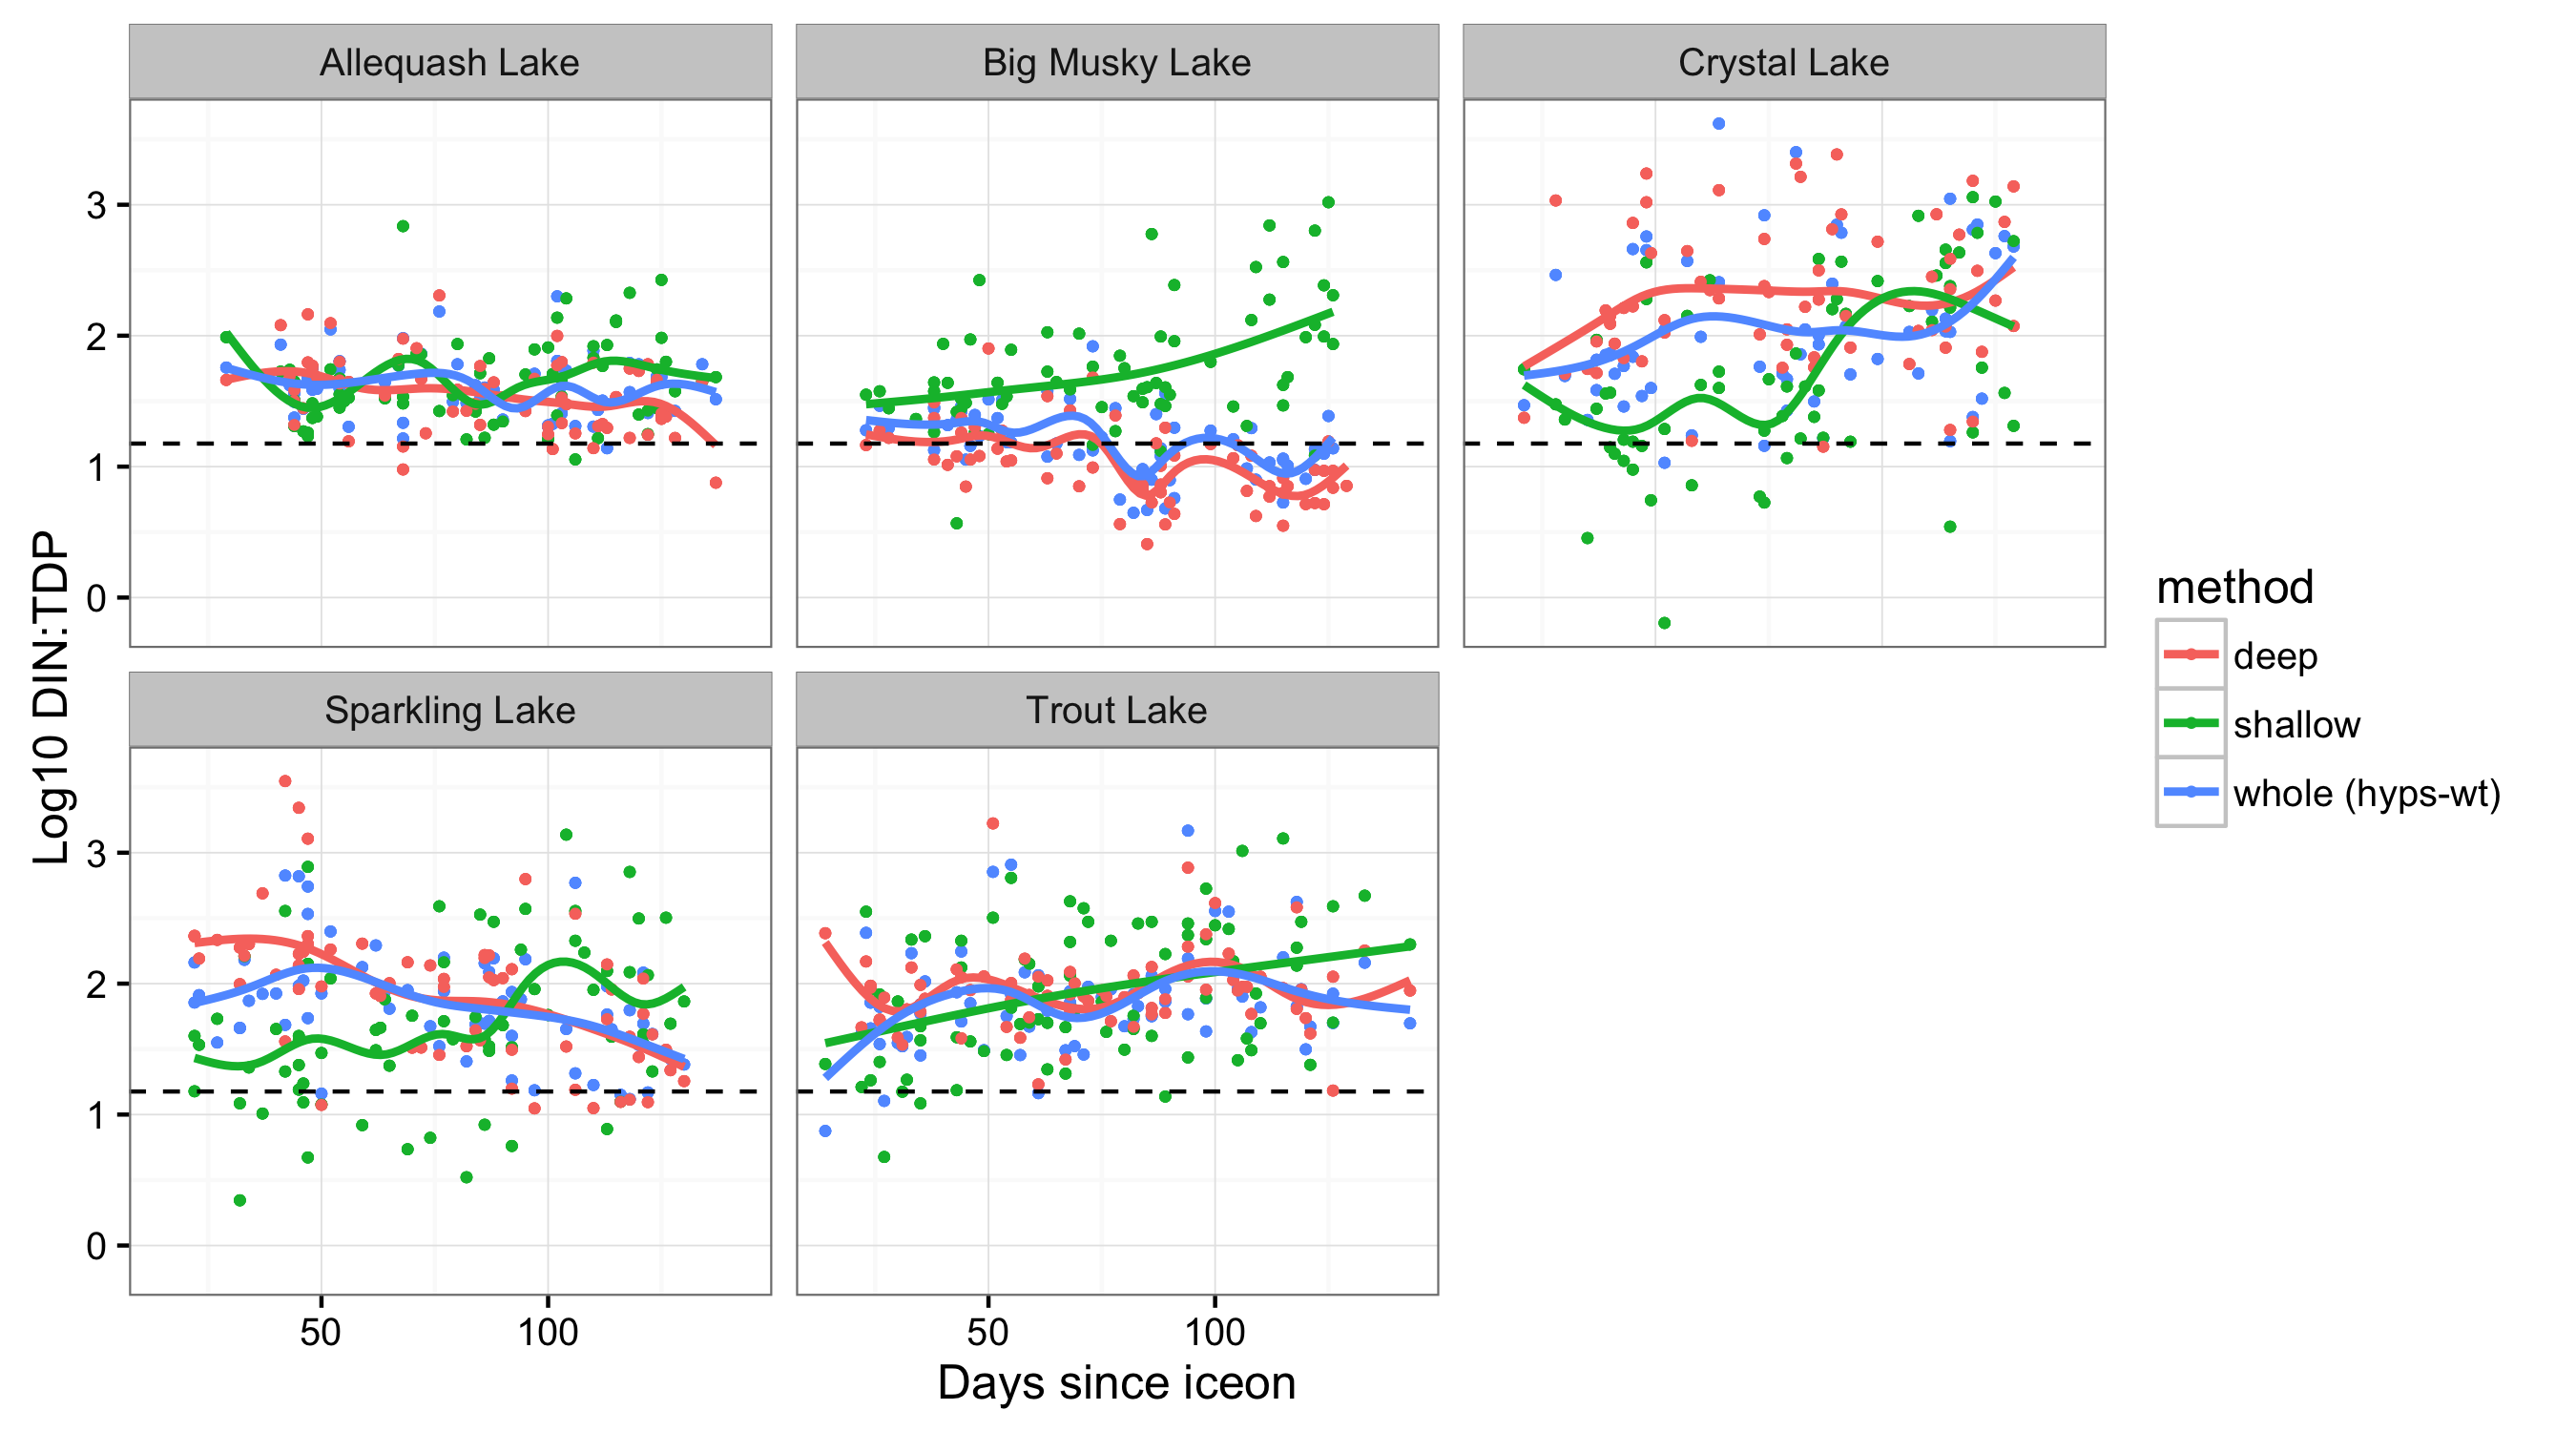 Allequash Lake
Big Musky Lake
Crystal Lake
3
2
1
0
Log10 DIN:TDP
Sparkling Lake
Trout Lake
3
2
1
0
50
100
50
100
Days since iceon
method
deep
shallow
whole (hyps-wt)